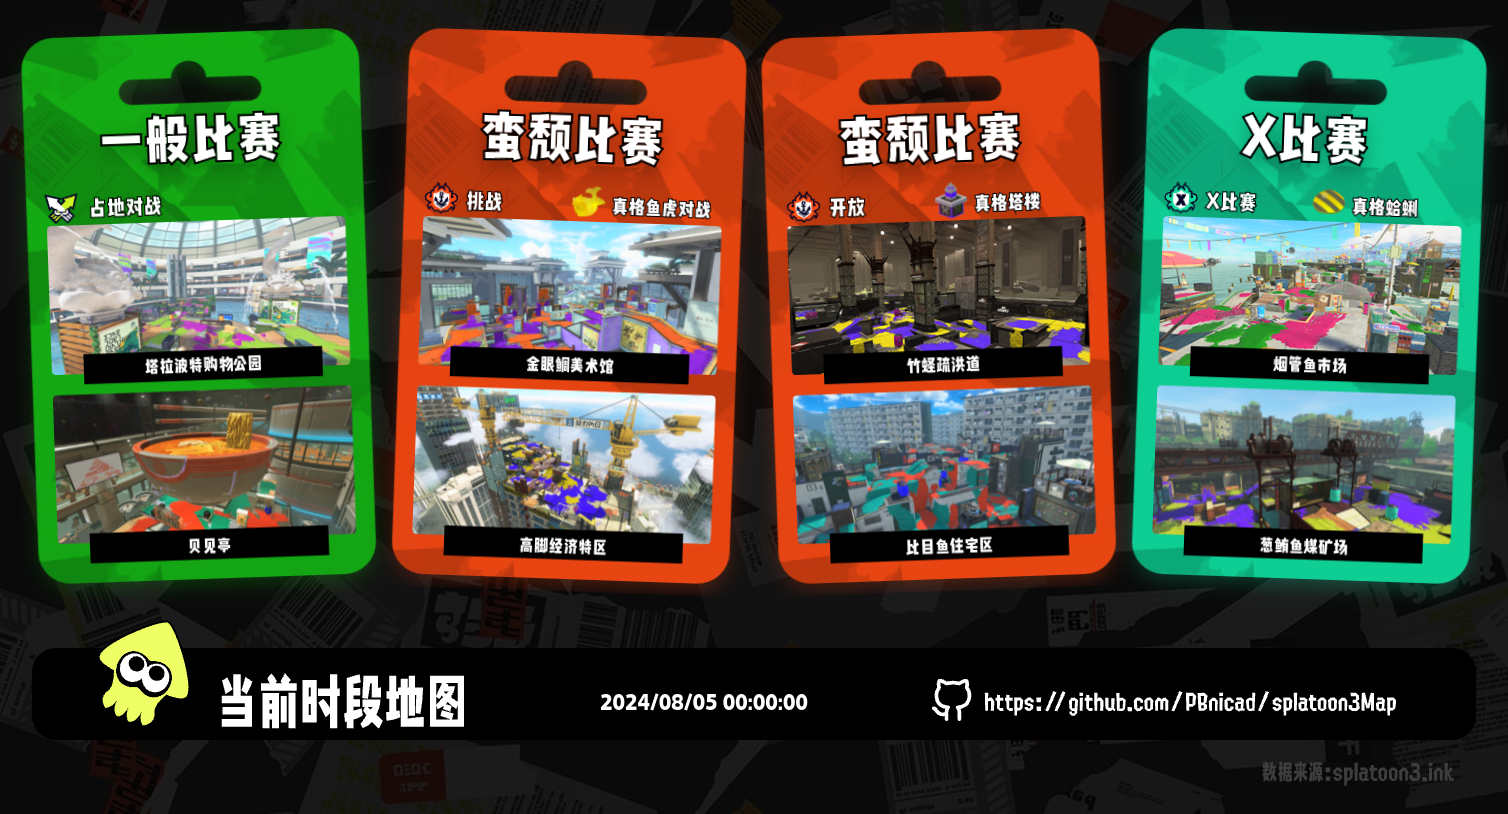 一般比赛
占地对战
塔拉波特购物公园
贝见亭
蛮颓比赛
挑战
真格鱼虎对战
金眼鲷美术馆
高脚经济特区
蛮颓比赛
开放
真格塔楼
竹蛏疏洪道
比目鱼住宅区
X比赛
X比赛
真格蛤蜊
烟管鱼市场
葱鲔鱼煤矿场
当前时段地图
2024/08/05 00:00:00
https://github.com/PBnicad/splatoon3Map
数据来源:splatoon3.ink